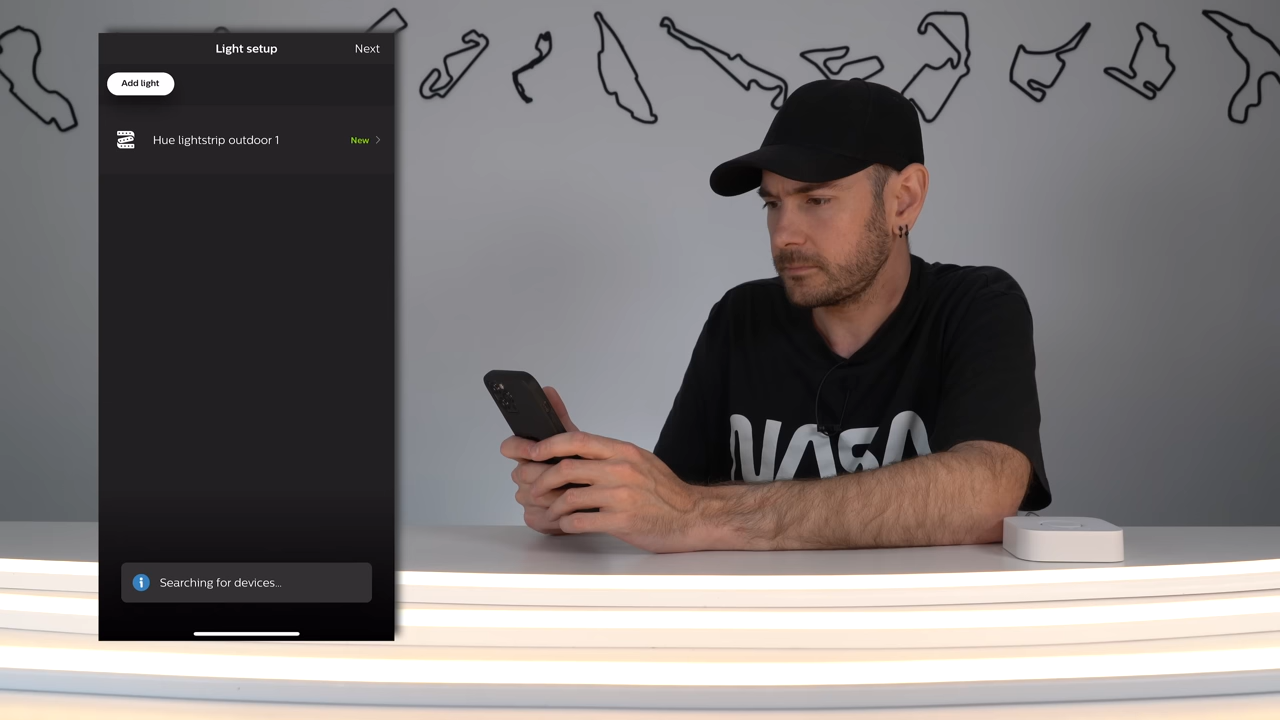 Light setup
Next
Add light
Hue lightstrip outdoor 1
New
Searching for devices...
NASA